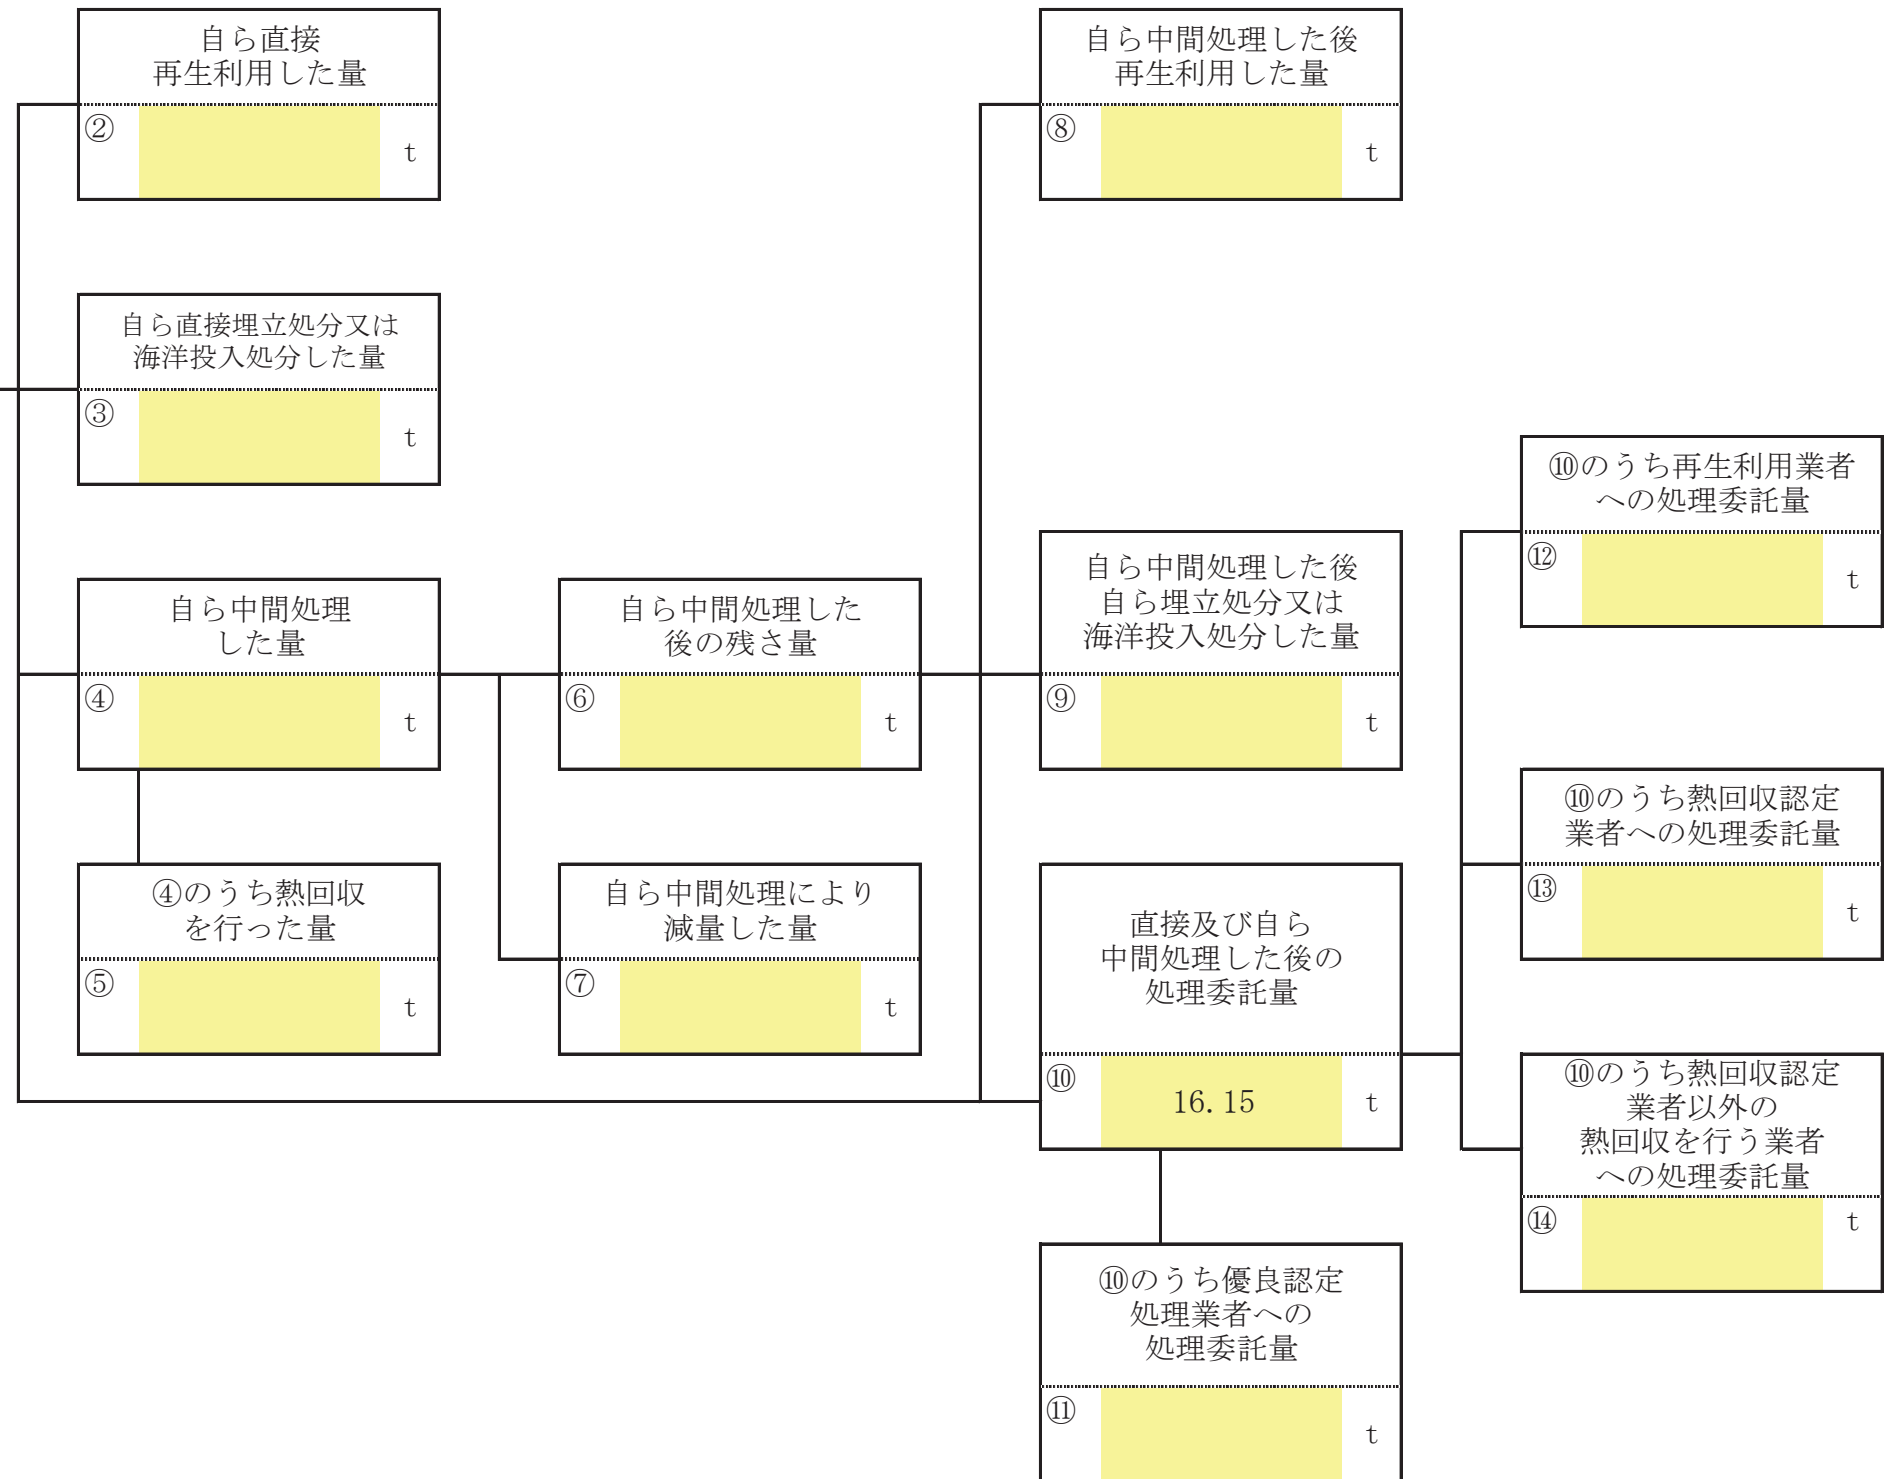 自ら直接
再生利用した量
②
t
自ら中間処理した後
再生利用した量
⑧
t
自ら直接埋立処分又は
海洋投入処分した量
③
t
⑩のうち再生利用業者
への処理委託量
⑫
t
自ら中間処理
した量
④
t
自ら中間処理した
後の残さ量
⑥
t
自ら中間処理した後
自ら埋立処分又は
海洋投入処分した量
⑨
t
⑩のうち熱回収認定
業者への処理委託量
⑬
t
④のうち熱回収
を行った量
⑤
t
自ら中間処理により
減量した量
⑦
t
直接及び自ら
中間処理した後の
処理委託量
⑩
16.15 t
⑩のうち熱回収認定
業者以外の
熱回収を行う業者
への処理委託量
⑭
t
⑩のうち優良認定
処理業者への
処理委託量
⑪
t